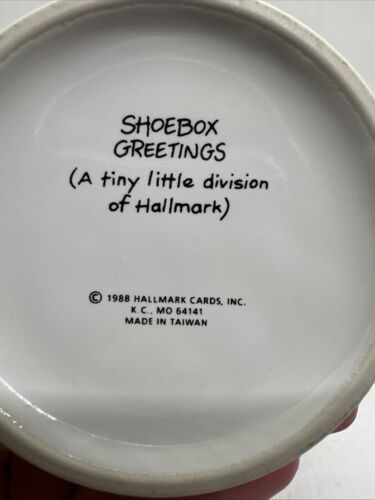 SHOEBOX
GREETINGS
(A tiny little division
of Hallmark)
© 1988 HALLMARK CARDS, INC.
K.C., MO 64141
MADE IN TAIWAN